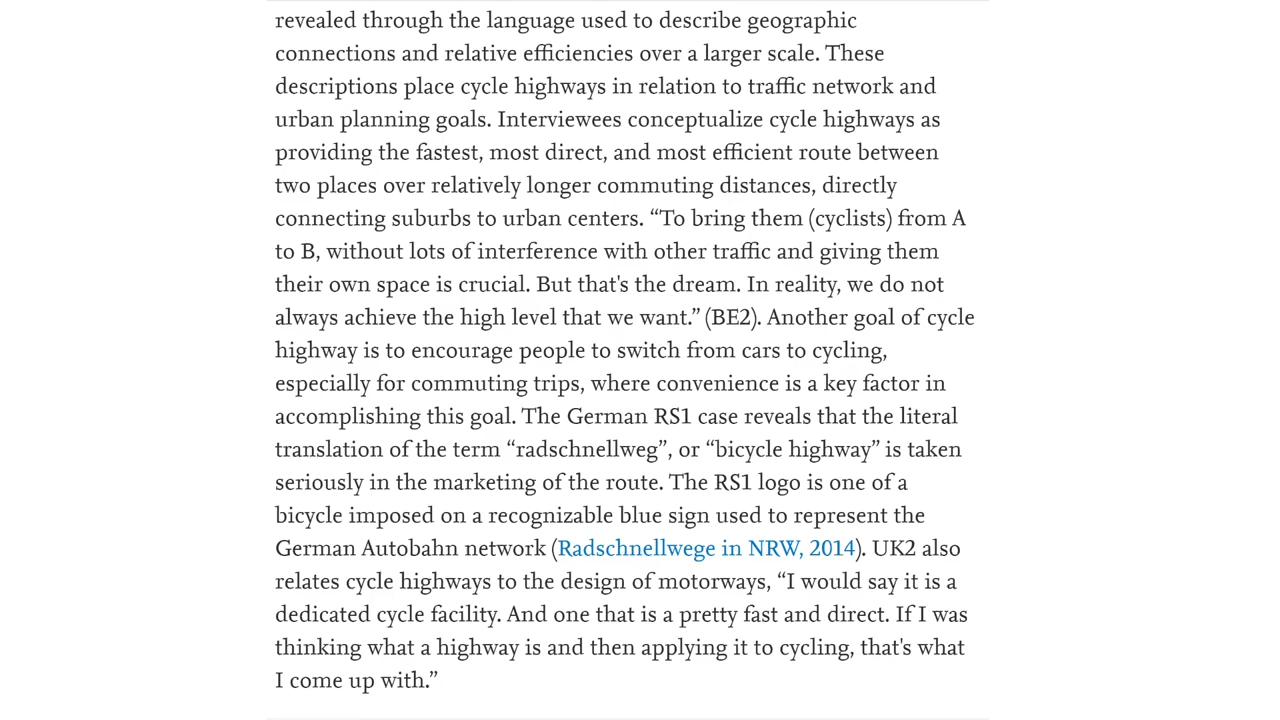 revealed through the language used to describe geographic
connections and relative efficiencies over a larger scale. These
descriptions place cycle highways in relation to traffic network and
urban planning goals. Interviewees conceptualize cycle highways as
providing the fastest, most direct, and most efficient route between
two places over relatively longer commuting distances, directly
connecting suburbs to urban centers. “To bring them (cyclists) from A
to B, without lots of interference with other traffic and giving them
their own space is crucial. But that's the dream. In reality, we do not
always achieve the high level that we want.” (BE2). Another goal of cycle
highway is to encourage people to switch from cars to cycling,
especially for commuting trips, where convenience is a key factor in
accomplishing this goal. The German RS1 case reveals that the literal
translation of the term “radschnellweg”, or “bicycle highway” is taken
seriously in the marketing of the route. The RS1 logo is one of a
bicycle imposed on a recognizable blue sign used to represent the
German Autobahn network (Radschnellwege in NRW, 2014). UK2 also
relates cycle highways to the design of motorways, “I would say it is a
dedicated cycle facility. And one that is a pretty fast and direct. If I was
thinking what a highway is and then applying it to cycling, that's what
I come up with.”